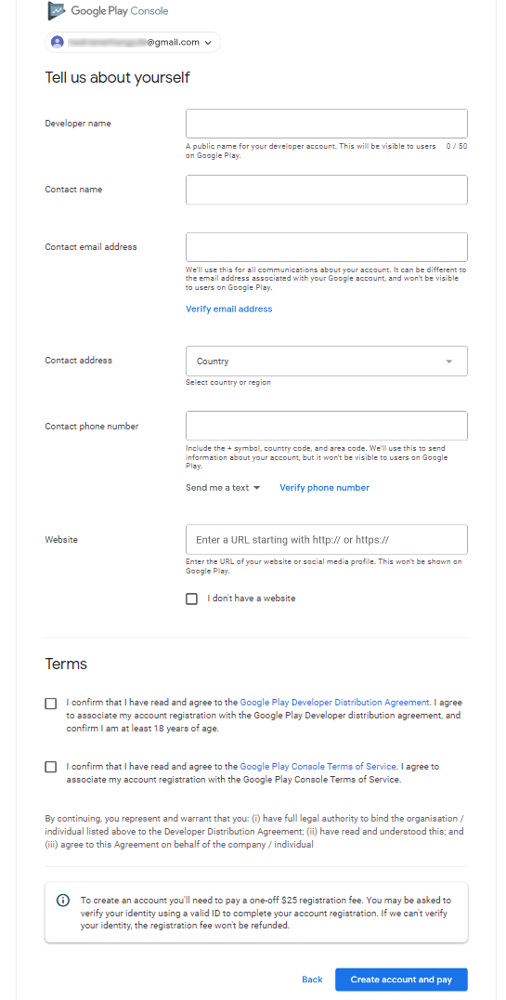 Google Play Console
@gmail.com
Tell us about yourself
Developer name
A public name for your developer account. This will be visible to users 0 / 50
on Google Play.
Contact name
Contact email address
We'll use this for all communications about your account. It can be different to
the email address associated with your Google account, and won't be visible
to users on Google Play.
Verify email address
Contact address
Country
Select country or region
Contact phone number
Include the + symbol, country code, and area code. We'll use this to send
information about your account, but it won't be visible to users on Google
Play.
Send me a text Verify phone number
Website
Enter a URL starting with http:// or https://
Enter the URL of your website or social media profile. This won't be shown on
Google Play.
I don't have a website
Terms
I confirm that I have read and agree to the Google Play Developer Distribution Agreement. I agree
to associate my account registration with the Google Play Developer distribution agreement, and
confirm I am at least 18 years of age.
I confirm that I have read and agree to the Google Play Console Terms of Service. I agree to
associate my account registration with the Google Play Console Terms of Service.
By continuing, you represent and warrant that you: (i) have full legal authority to bind the organisation /
individual listed above to the Developer Distribution Agreement; (ii) have read and understood this; and
(iii) agree to this Agreement on behalf of the company / individual
To create an account you'll need to pay a one-off $25 registration fee. You may be asked to
verify your identity using a valid ID to complete your account registration. If we can't verify
your identity, the registration fee won't be refunded.
Back Create account and pay